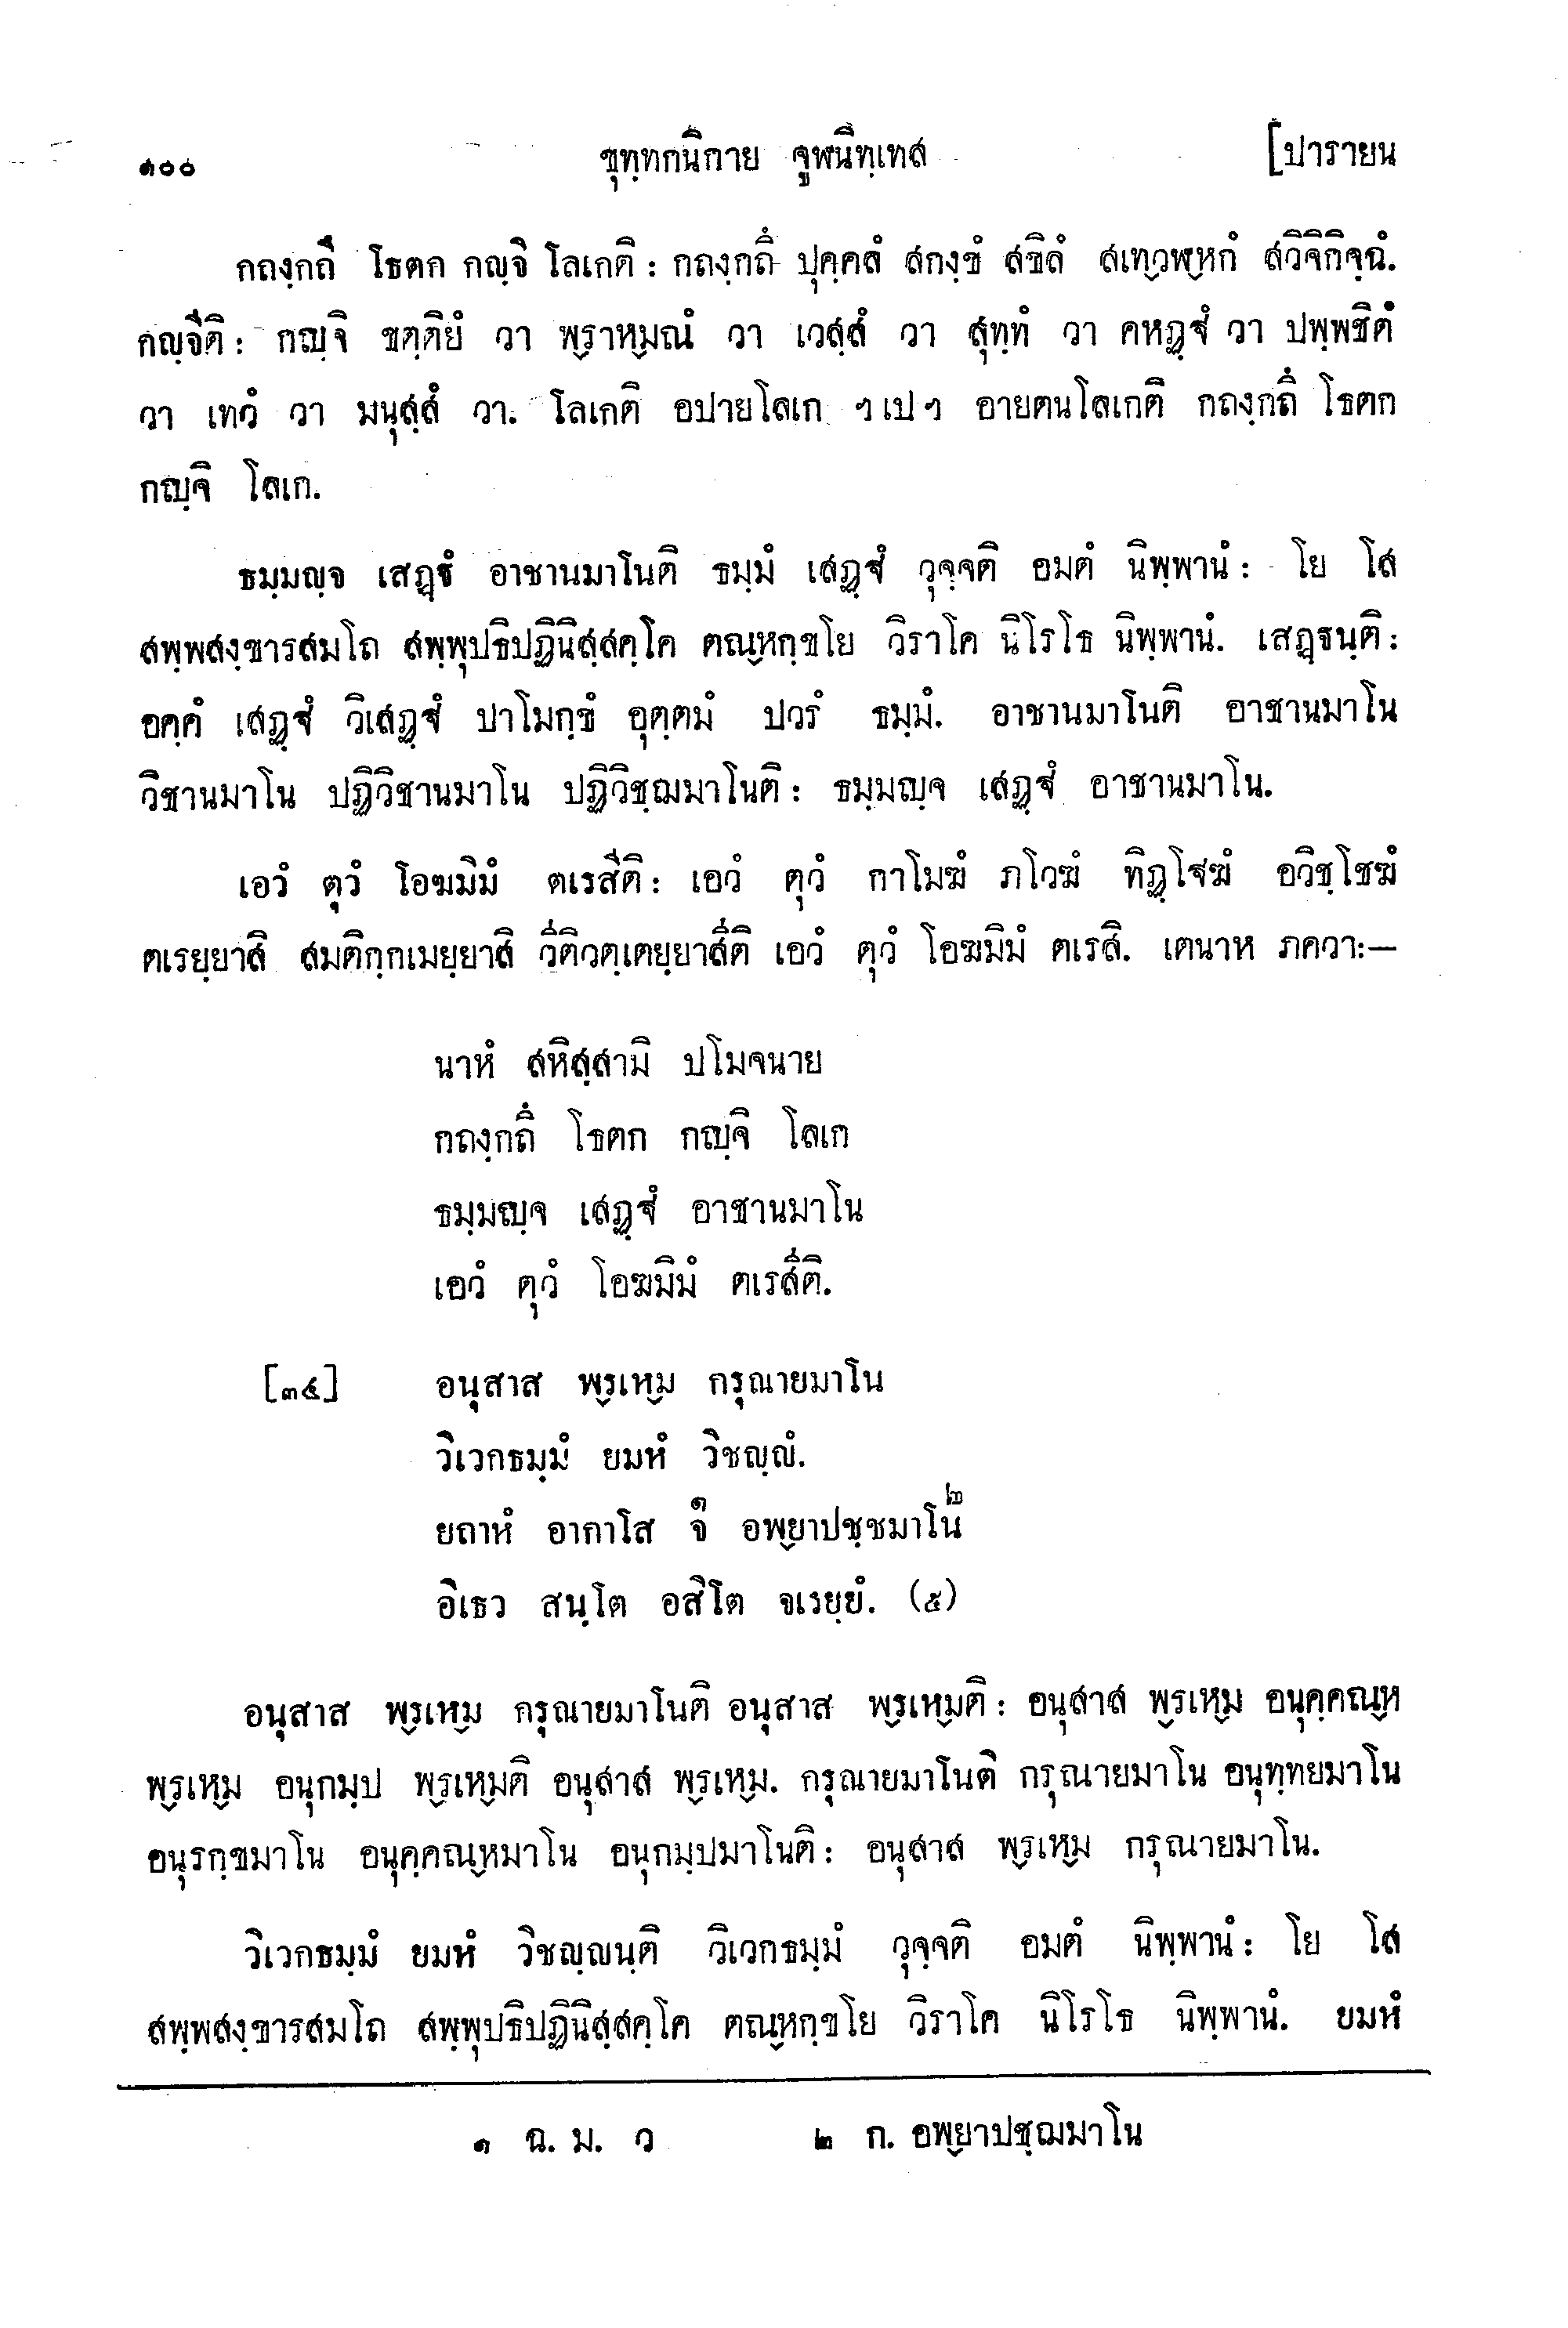 ๑๐๐ ขุทฺทกนิกาย จูฬนิทฺเทส [ปารายน
กถงฺกถึ โธตก กญฺจิ โลเกติ : กถงฺกถึ ปุคฺคลํ สกงฺขํ สขิลํ สเทฺวฬฺหกํ สวิจิกิจฺฉํ.
กญฺจีติ : กญฺจิ ขตฺติยํ วา พฺราหฺมณํ วา เวสฺสํ วา สุทฺทํ วา คหฏฺฐํ วา ปพฺพชิตํ
วา เทวํ วา มนุสฺสํ วา. โลเกติ อปายโลเก ฯ เป ฯ อายตนโลเกติ กถงฺกถึ โธตก
กญฺจิ โลเก.
ธมฺมญฺจ เสฏฺฐํ อาชานมาโนติ ธมฺมํ เสฏฺฐํ วุจฺจติ อมตํ นิพฺพานํ : โย โส
สพฺพสงฺขารสมโถ สพฺพุปธิปฏินิสฺสคฺโค ตณฺหกฺขโย วิราโค นิโรโธ นิพฺพานํ. เสฏฺฐนฺติ :
อคฺคํ เสฏฺฐํ วิเสฏฺฐํ ปาโมกฺขํ อุตฺตมํ ปวรํ ธมฺมํ. อาชานมาโนติ อาชานมาโน
วิชานมาโน ปฏิวิชานมาโน ปฏิวิชฺฌมาโนติ : ธมฺมญฺจ เสฏฺฐํ อาชานมาโน.
เอวํ ตุวํ โอฆมิมํ ตเรสีติ : เอวํ ตุวํ กาโมฆํ ภโวฆํ ทิฏฺโฐฆํ อวิชฺโชฆํ
ตเรยฺยาสิ สมติกฺกเมยฺยาสิ วีติวตฺเตยฺยาสีติ เอวํ ตุวํ โอฆมิมํ ตเรสิ. เตนาห ภควา :—
นาหํ สหิสฺสามิ ปโมจนาย
กถงฺกถึ โธตก กญฺจิ โลเก
ธมฺมญฺจ เสฏฺฐํ อาชานมาโน
เอวํ ตุวํ โอฆมิมํ ตเรสีติ.
[๓๔] อนุสาส พฺรเหฺม กรุณายมาโน
วิเวกธมฺมํ ยมหํ วิชญฺญํ.
ยถาหํ อากาโส จ๑ อพฺยาปชฺชมาโน๒
อิเธว สนฺโต อสิโต จเรยฺยํ. (๕)
อนุสาส พฺรเหฺม กรุณายมาโนติ อนุสาส พฺรเหฺมติ : อนุสาส พฺรเหฺม อนุคฺคณฺห
พฺรเหฺม อนุกมฺป พฺรเหฺมติ อนุสาส พฺรเหฺม. กรุณายมาโนติ กรุณายมาโน อนุทฺทยมาโน
อนุรกฺขมาโน อนุคฺคณฺหมาโน อนุกมฺปมาโนติ : อนุสาส พฺรเหฺม กรุณายมาโน.
วิเวกธมฺมํ ยมหํ วิชญฺญนฺติ วิเวกธมฺมํ วุจฺจติ อมตํ นิพฺพานํ : โย โส
สพฺพสงฺขารสมโถ สพฺพุปธิปฏินิสฺสคฺโค ตณฺหกฺขโย วิราโค นิโรโธ นิพฺพานํ. ยมหํ
๑ ฉ. ม. ว ๒ ก. อพฺยาปชฺฌมาโน